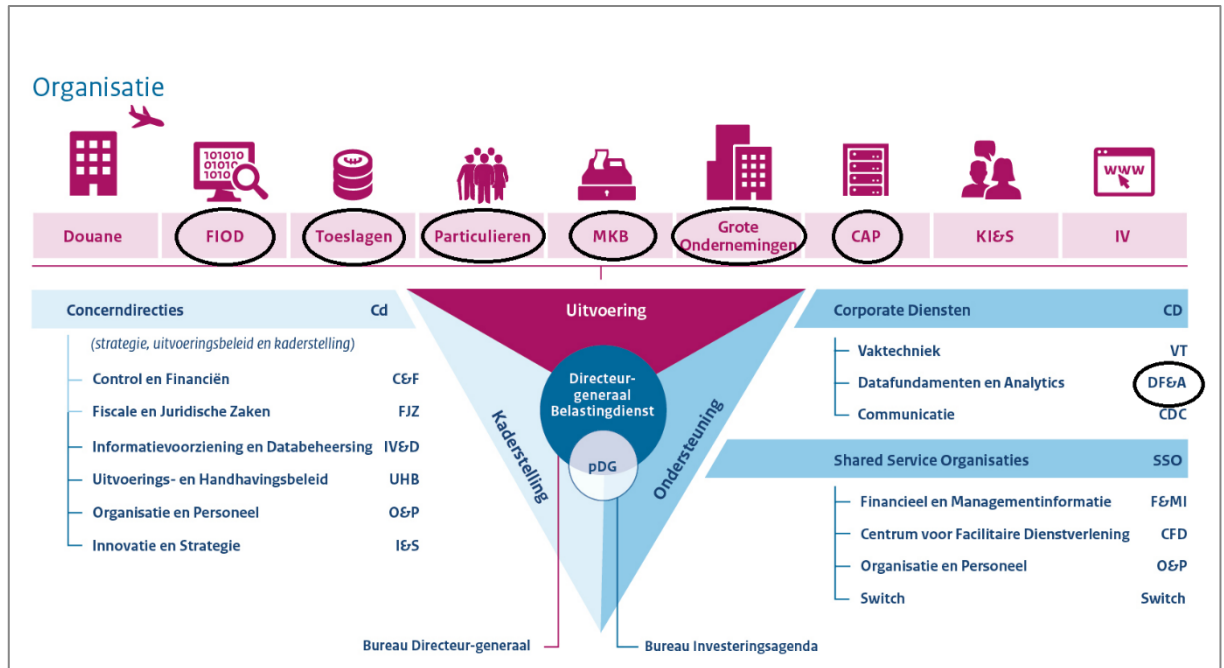 Organisatie
101010
01010
1010
www
Douane
FIOD
Toeslagen
Particulieren
MKB
Grote
Ondernemingen
CAP
KI&S
IV
Concerndirecties Cd
(strategie, uitvoeringsbeleid en kaderstelling)
Control en Financiën C&F
Fiscale en Juridische Zaken FJZ
Informatievoorziening en Databeheersing IV&D
Uitvoerings- en Handhavingsbeleid UHB
Organisatie en Personeel O&P
Innovatie en Strategie I&S
Uitvoering
Directeur-
generaal
Belastingdienst
pDG
Kaderstelling
Ondersteuning
Corporate Diensten CD
Vaktechniek VT
Datafundamenten en Analytics DF&A
Communicatie CDC
Shared Service Organisaties SSO
Financieel en Managementinformatie F&MI
Centrum voor Facilitaire Dienstverlening CFD
Organisatie en Personeel O&P
Switch Switch
Bureau Directeur-generaal
Bureau Investeringsagenda